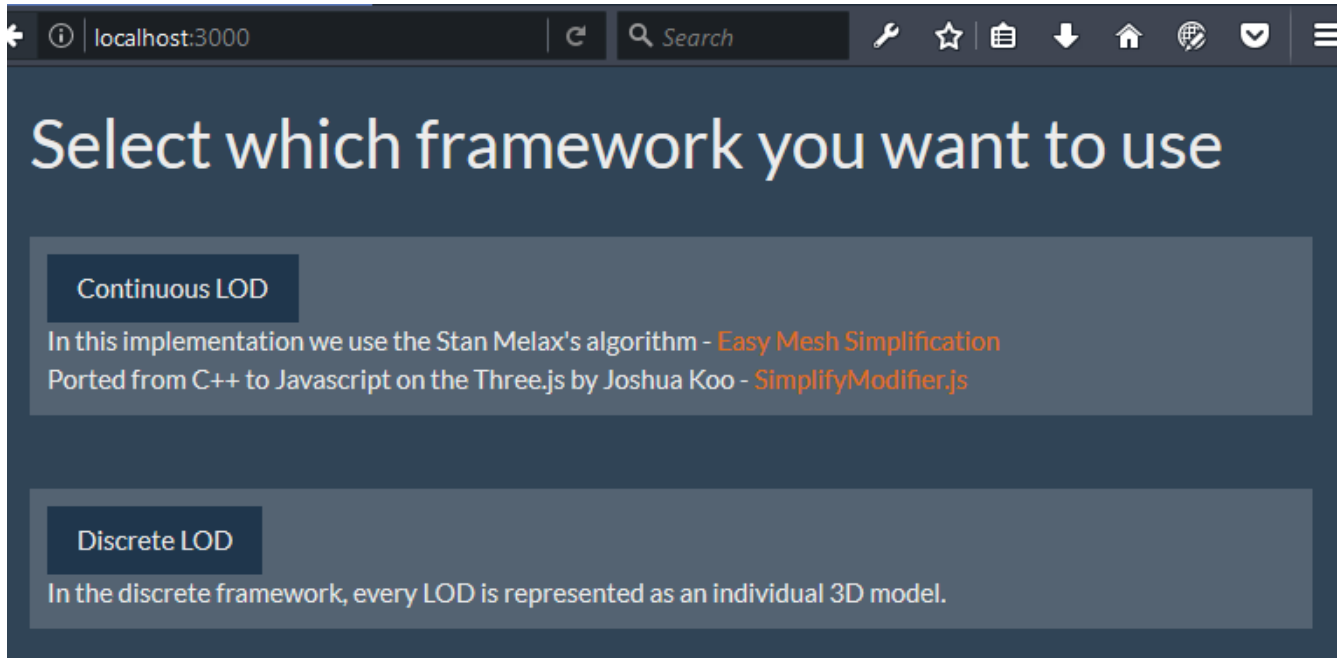 localhost:3000
Search
Select which framework you want to use
Continuous LOD
In this implementation we use the Stan Melax's algorithm - Easy Mesh Simplification
Ported from C++ to Javascript on the Three.js by Joshua Koo - SimplifyModifier.js
Discrete LOD
In the discrete framework, every LOD is represented as an individual 3D model.